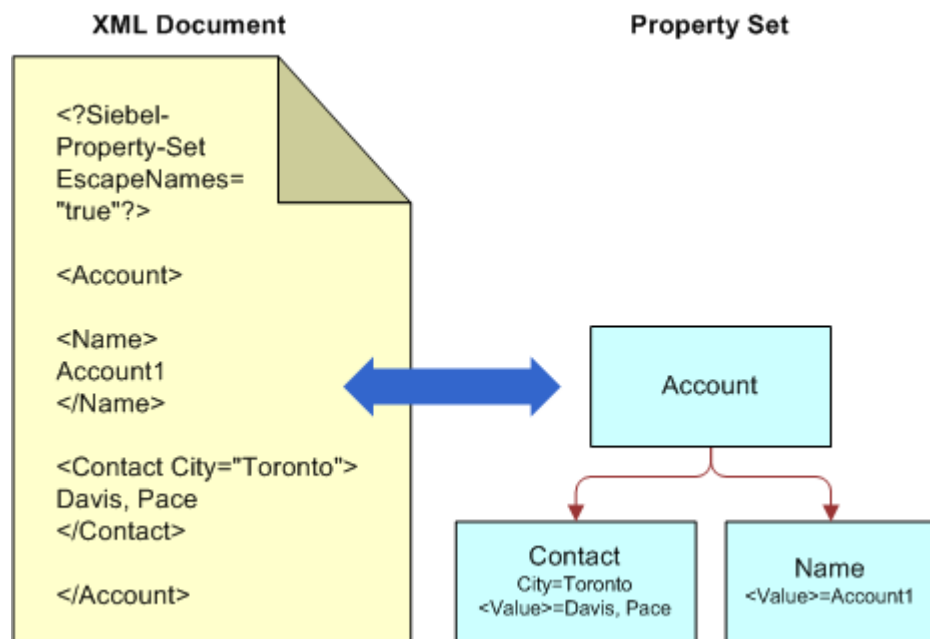 XML Document
<?Siebel-
Property-Set
EscapeNames=
"true"?>
<Account>
<Name>
Account1
</Name>
<Contact City="Toronto">
Davis, Pace
</Contact>
</Account>
Property Set
Account
Contact
City=Toronto
<Value>=Davis, Pace
Name
<Value>=Account1